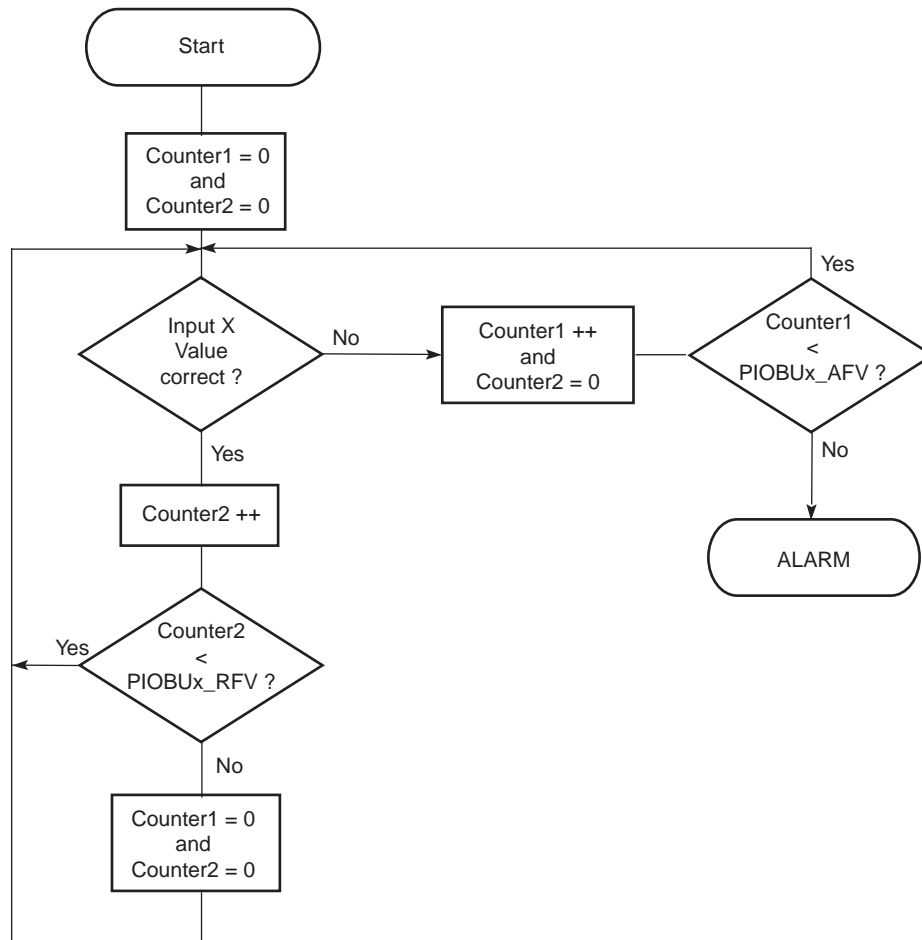 Start
Counter1 = 0
and
Counter2 = 0
Yes
Input X
Value
correct ?
No
Counter1 ++
and
Counter2 = 0
Counter1
<
PIOBUx_AFV ?
Yes
No
Counter2 ++
ALARM
Counter2
<
PIOBUx_RFV ?
Yes
No
Counter1 = 0
and
Counter2 = 0